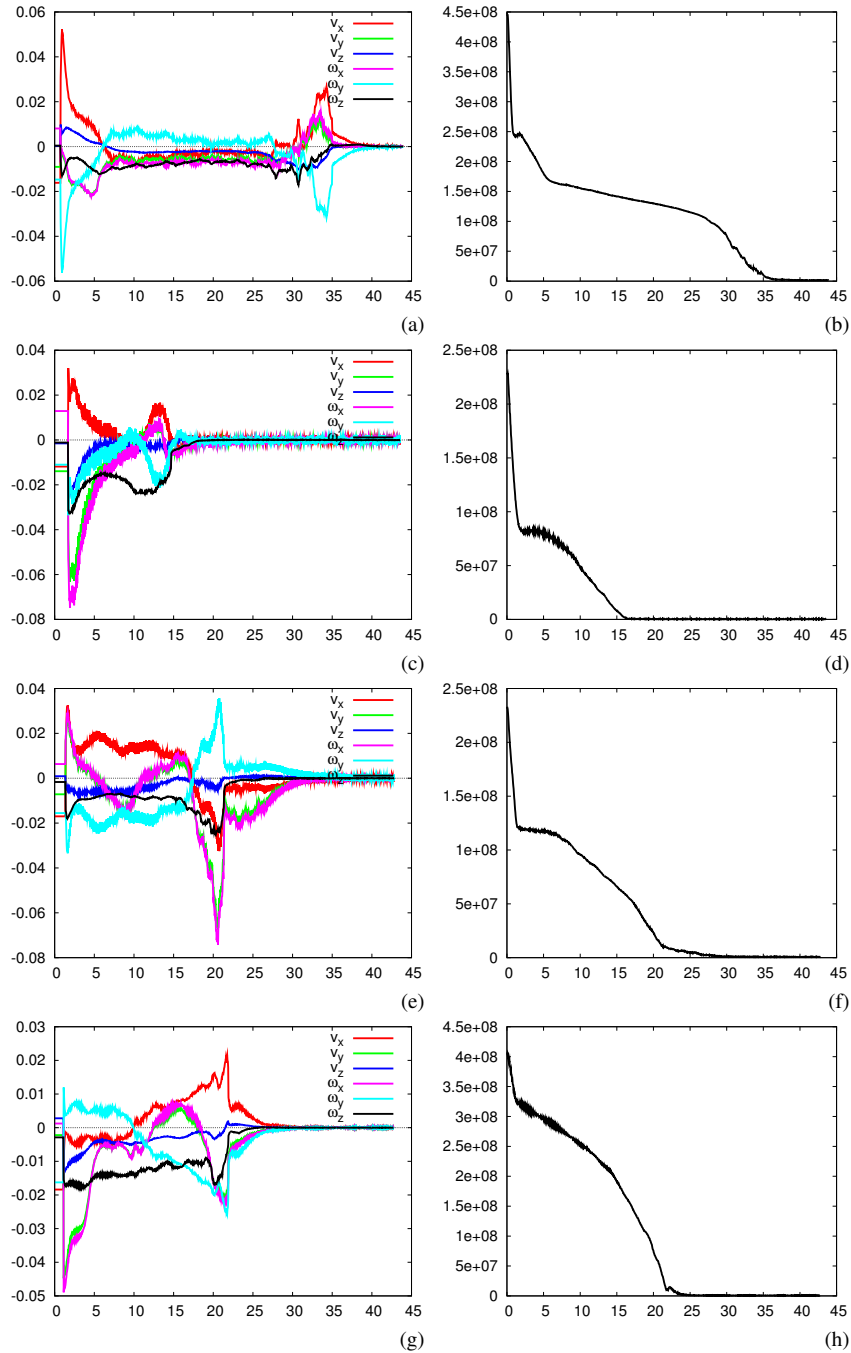 0.06
0.04
0.02
0
-0.02
-0.04
-0.06
0 5 10 15 20 25 30 35 40 45
v_x
v_y
v_z
ω_x
ω_y
ω_z
(a)
4.5e+08
4e+08
3.5e+08
3e+08
2.5e+08
2e+08
1.5e+08
1e+08
5e+07
0
0 5 10 15 20 25 30 35 40 45
(b)
0.04
0.02
0
-0.02
-0.04
-0.06
-0.08
0 5 10 15 20 25 30 35 40 45
v_x
v_y
v_z
ω_x
ω_y
ω_z
(c)
2.5e+08
2e+08
1.5e+08
1e+08
5e+07
0
0 5 10 15 20 25 30 35 40 45
(d)
0.04
0.02
0
-0.02
-0.04
-0.06
-0.08
0 5 10 15 20 25 30 35 40 45
v_x
v_y
v_z
ω_x
ω_y
ω_z
(e)
2.5e+08
2e+08
1.5e+08
1e+08
5e+07
0
0 5 10 15 20 25 30 35 40 45
(f)
0.03
0.02
0.01
0
-0.01
-0.02
-0.03
-0.04
-0.05
0 5 10 15 20 25 30 35 40 45
v_x
v_y
v_z
ω_x
ω_y
ω_z
(g)
4.5e+08
4e+08
3.5e+08
3e+08
2.5e+08
2e+08
1.5e+08
1e+08
5e+07
0
0 5 10 15 20 25 30 35 40 45
(h)